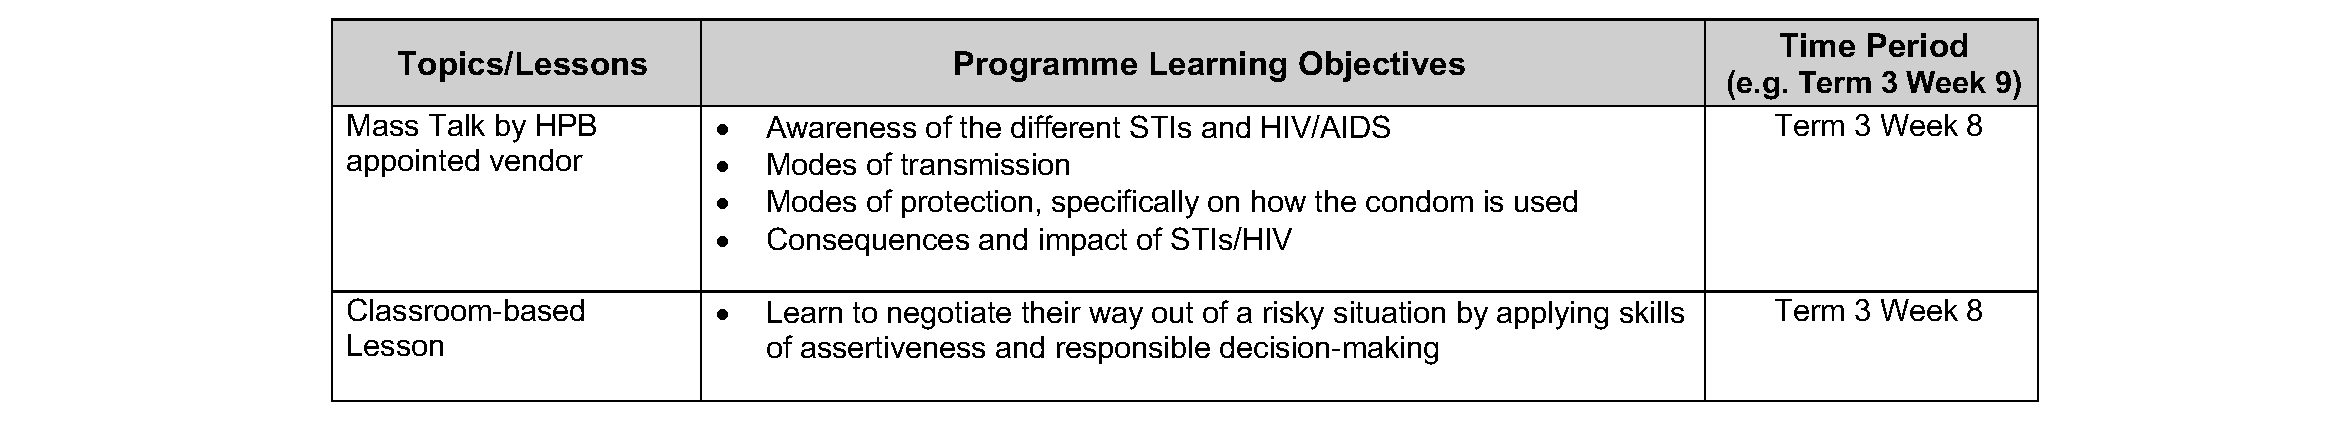 Topics/Lessons
Programme Learning Objectives
Time Period
(e.g. Term 3 Week 9)
Mass Talk by HPB
appointed vendor
• Awareness of the different STIs and HIV/AIDS
• Modes of transmission
• Modes of protection, specifically on how the condom is used
• Consequences and impact of STIs/HIV
Term 3 Week 8
Classroom-based
Lesson
• Learn to negotiate their way out of a risky situation by applying skills
of assertiveness and responsible decision-making
Term 3 Week 8